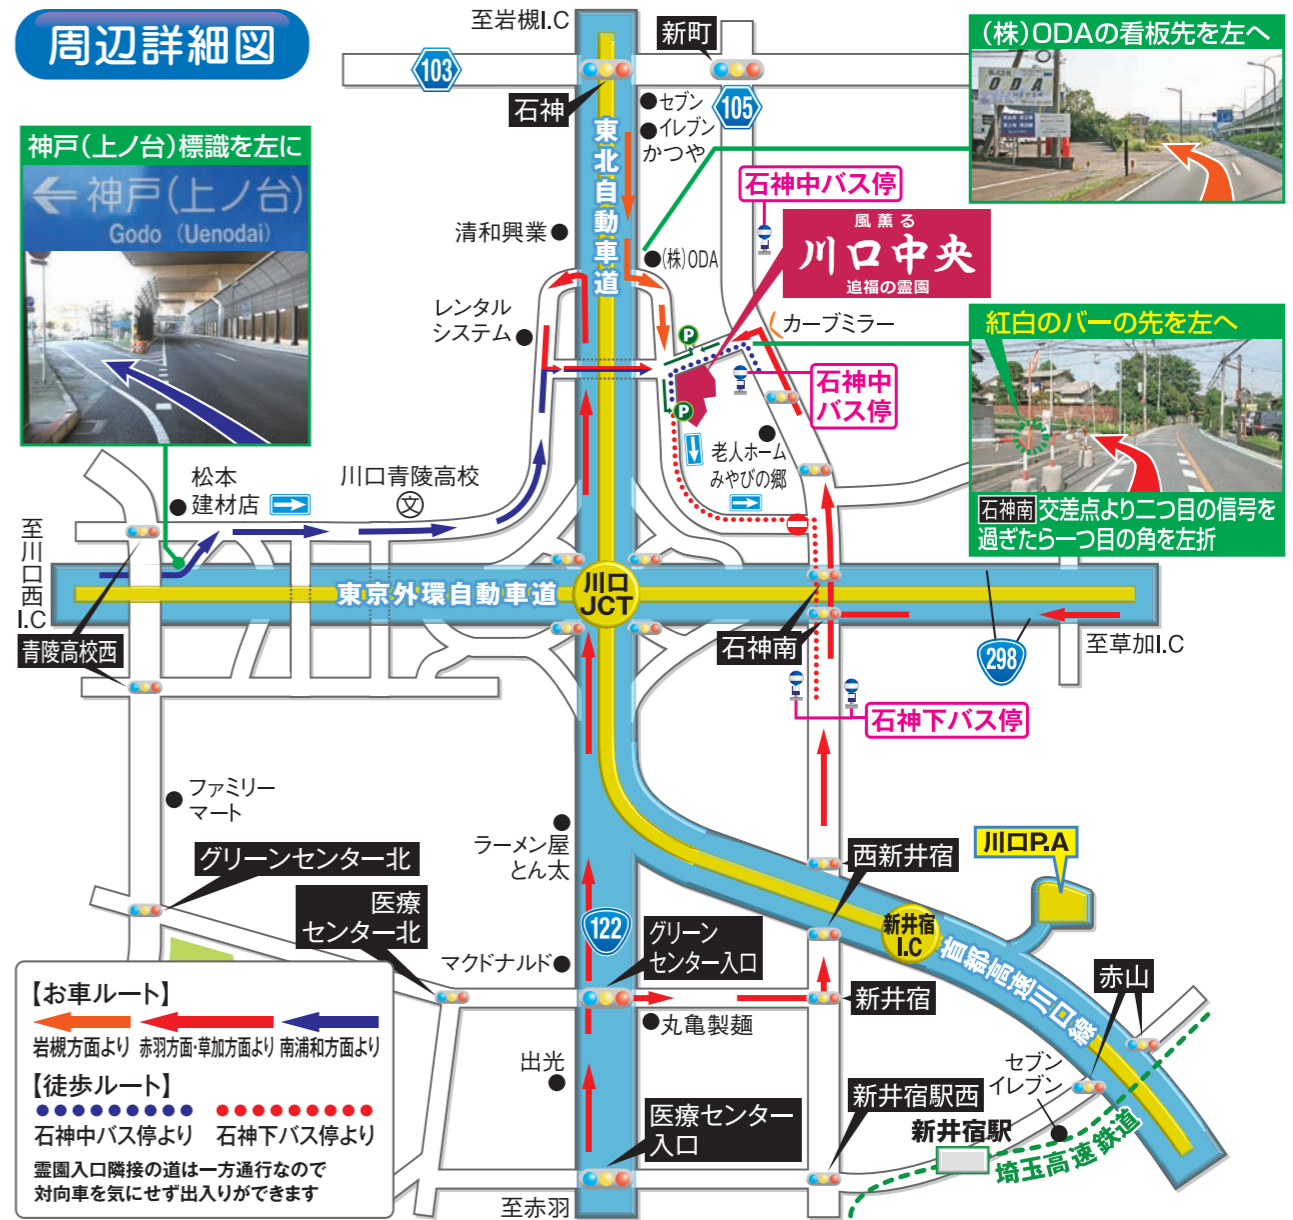 周辺詳細図
至岩槻I.C
新町
103
石神
105
セブン
イレブン
かつや
(株)ODAの看板先を左へ
ODA
神戸(上ノ台)標識を左に
神戸(上ノ台)
Godo (Uenodai)
東北自動車道
石神中バス停
清和興業
(株)ODA
風薫る
川口中央
追福の霊園
レンタル
システム
カーブミラー
P
P
石神中
バス停
紅白のバーの先を左へ
石神南交差点より二つ目の信号を
過ぎたら一つ目の角を左折
老人ホーム
みやびの郷
松本
建材店
川口青陵高校
文
至川口西I.C
東京外環自動車道
川口
JCT
青陵高校西
石神南
298
至草加I.C
石神下バス停
ファミリー
マート
ラーメン屋
とん太
グリーンセンター北
医療
センター北
西新井宿
川口P.A
122
グリーン
センター入口
新井宿
I.C
首都高速川口線
マクドナルド
新井宿
赤山
丸亀製麺
出光
セブン
イレブン
医療センター
入口
新井宿駅西
新井宿駅
埼玉高速鉄道
至赤羽
【お車ルート】
岩槻方面より 赤羽方面・草加方面より 南浦和方面より
【徒歩ルート】
石神中バス停より 石神下バス停より
霊園入口隣接の道は一方通行なので
対向車を気にせず出入りができます